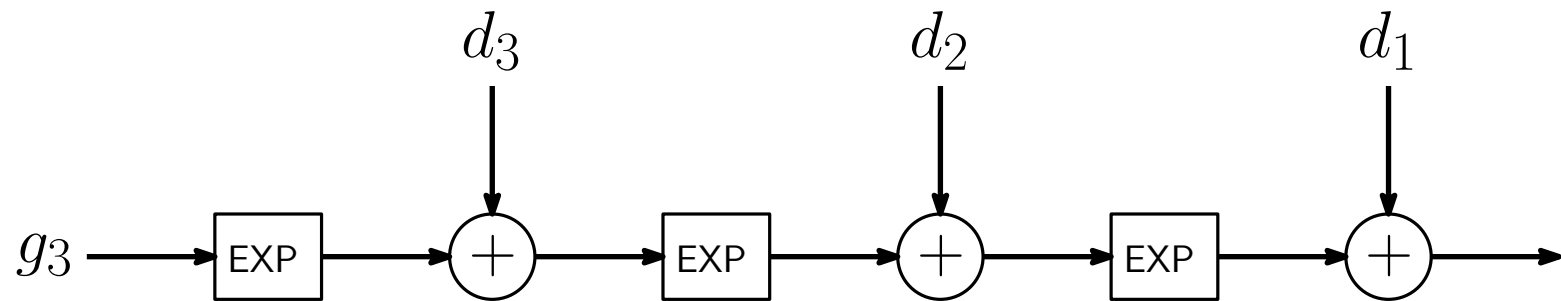 d₃ d₂ d₁
g₃ EXP + EXP + EXP +